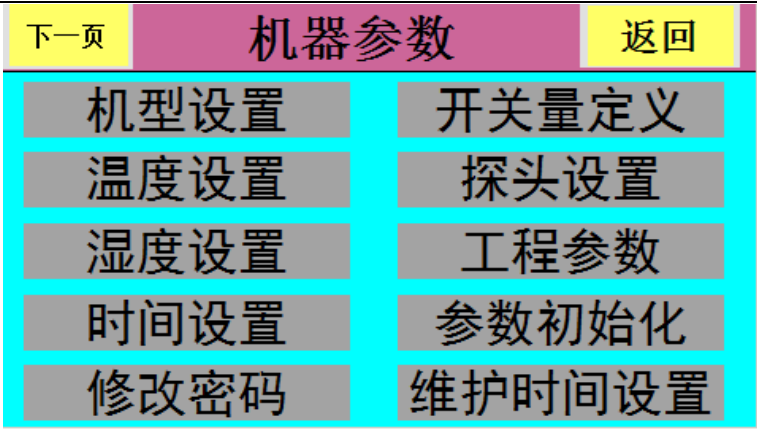 下一页 机器参数 返回
机型设置 开关量定义
温度设置 探头设置
湿度设置 工程参数
时间设置 参数初始化
修改密码 维护时间设置